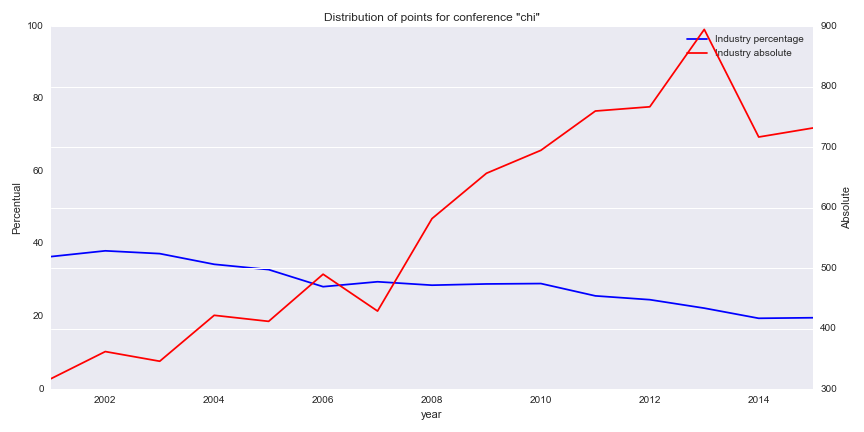 Distribution of points for conference "chi"
100
80
60
40
20
0
Percentual
900
800
700
600
500
400
300
Absolute
Industry percentage
Industry absolute
2002 2004 2006 2008 2010 2012 2014
year